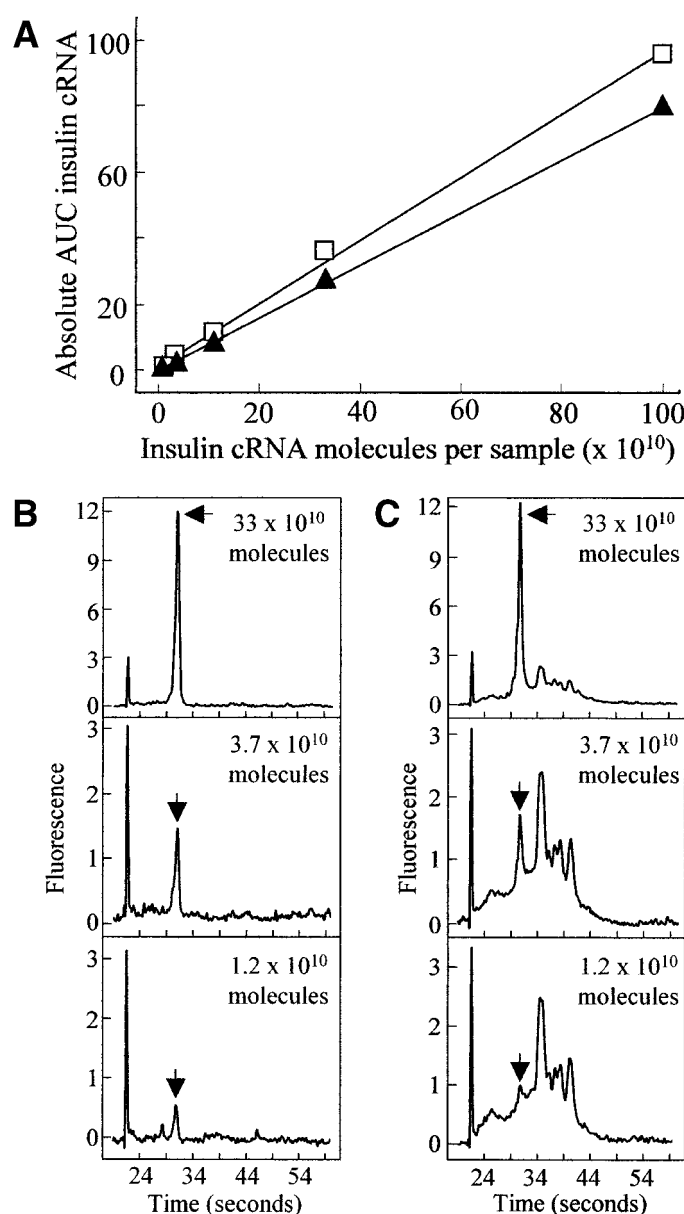 A
Absolute AUC insulin cRNA
100
60
20
0
0 20 40 60 80 100
Insulin cRNA molecules per sample (x 10¹⁰)
B
Fluorescence
12
9
6
3
0
33 x 10¹⁰
molecules
3
2
1
0
3.7 x 10¹⁰
molecules
3
2
1
0
1.2 x 10¹⁰
molecules
24 34 44 54
Time (seconds)
C
Fluorescence
12
9
6
3
0
33 x 10¹⁰
molecules
3
2
1
0
3.7 x 10¹⁰
molecules
3
2
1
0
1.2 x 10¹⁰
molecules
24 34 44 54
Time (seconds)